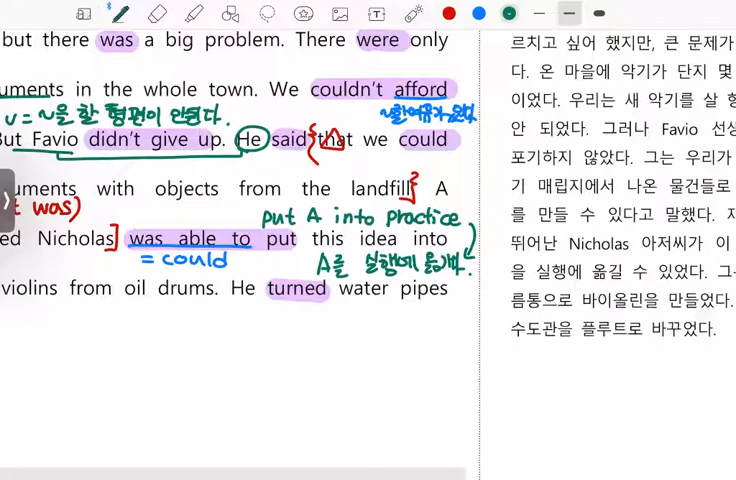 but there was a big problem. There were only
uments in the whole town. We couldn't afford
v = ~을 할 형편이 안된다.
ut Favio didn't give up. He said { that we could
uments with objects from the landfill } A
was)
put A into practice
ed Nicholas] was able to put this idea into
= could
A를 실행에 옮기다.
violins from oil drums. He turned water pipes
르치고 싶어 했지만, 큰 문제가
다. 온 마을에 악기가 단지 몇
이었다. 우리는 새 악기를 살 형
안 되었다. 그러나 Favio 선생
포기하지 않았다. 그는 우리가
기 매립지에서 나온 물건들로
를 만들 수 있다고 말했다. 재
뛰어난 Nicholas 아저씨가 이
을 실행에 옮길 수 있었다. 그
름통으로 바이올린을 만들었다.
수도관을 플루트로 바꾸었다.